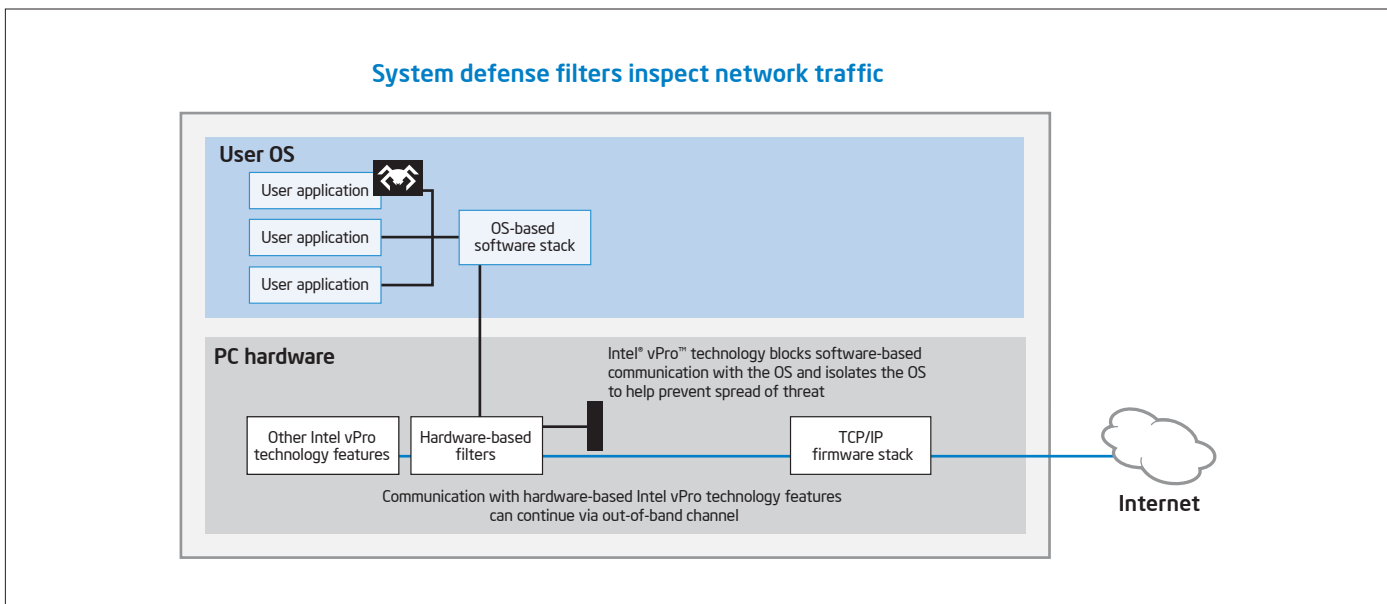 System defense filters inspect network traffic
User OS
User application
User application
User application
OS-based
software stack
PC hardware
Intel® vPro™ technology blocks software-based
communication with the OS and isolates the OS
to help prevent spread of threat
Other Intel vPro
technology features
Hardware-based
filters
TCP/IP
firmware stack
Communication with hardware-based Intel vPro technology features
can continue via out-of-band channel
Internet